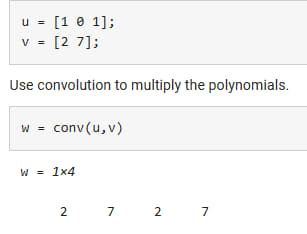 u = [1 0 1];
v = [2 7];
Use convolution to multiply the polynomials.
w = conv(u,v)
w = 1×4
2 7 2 7